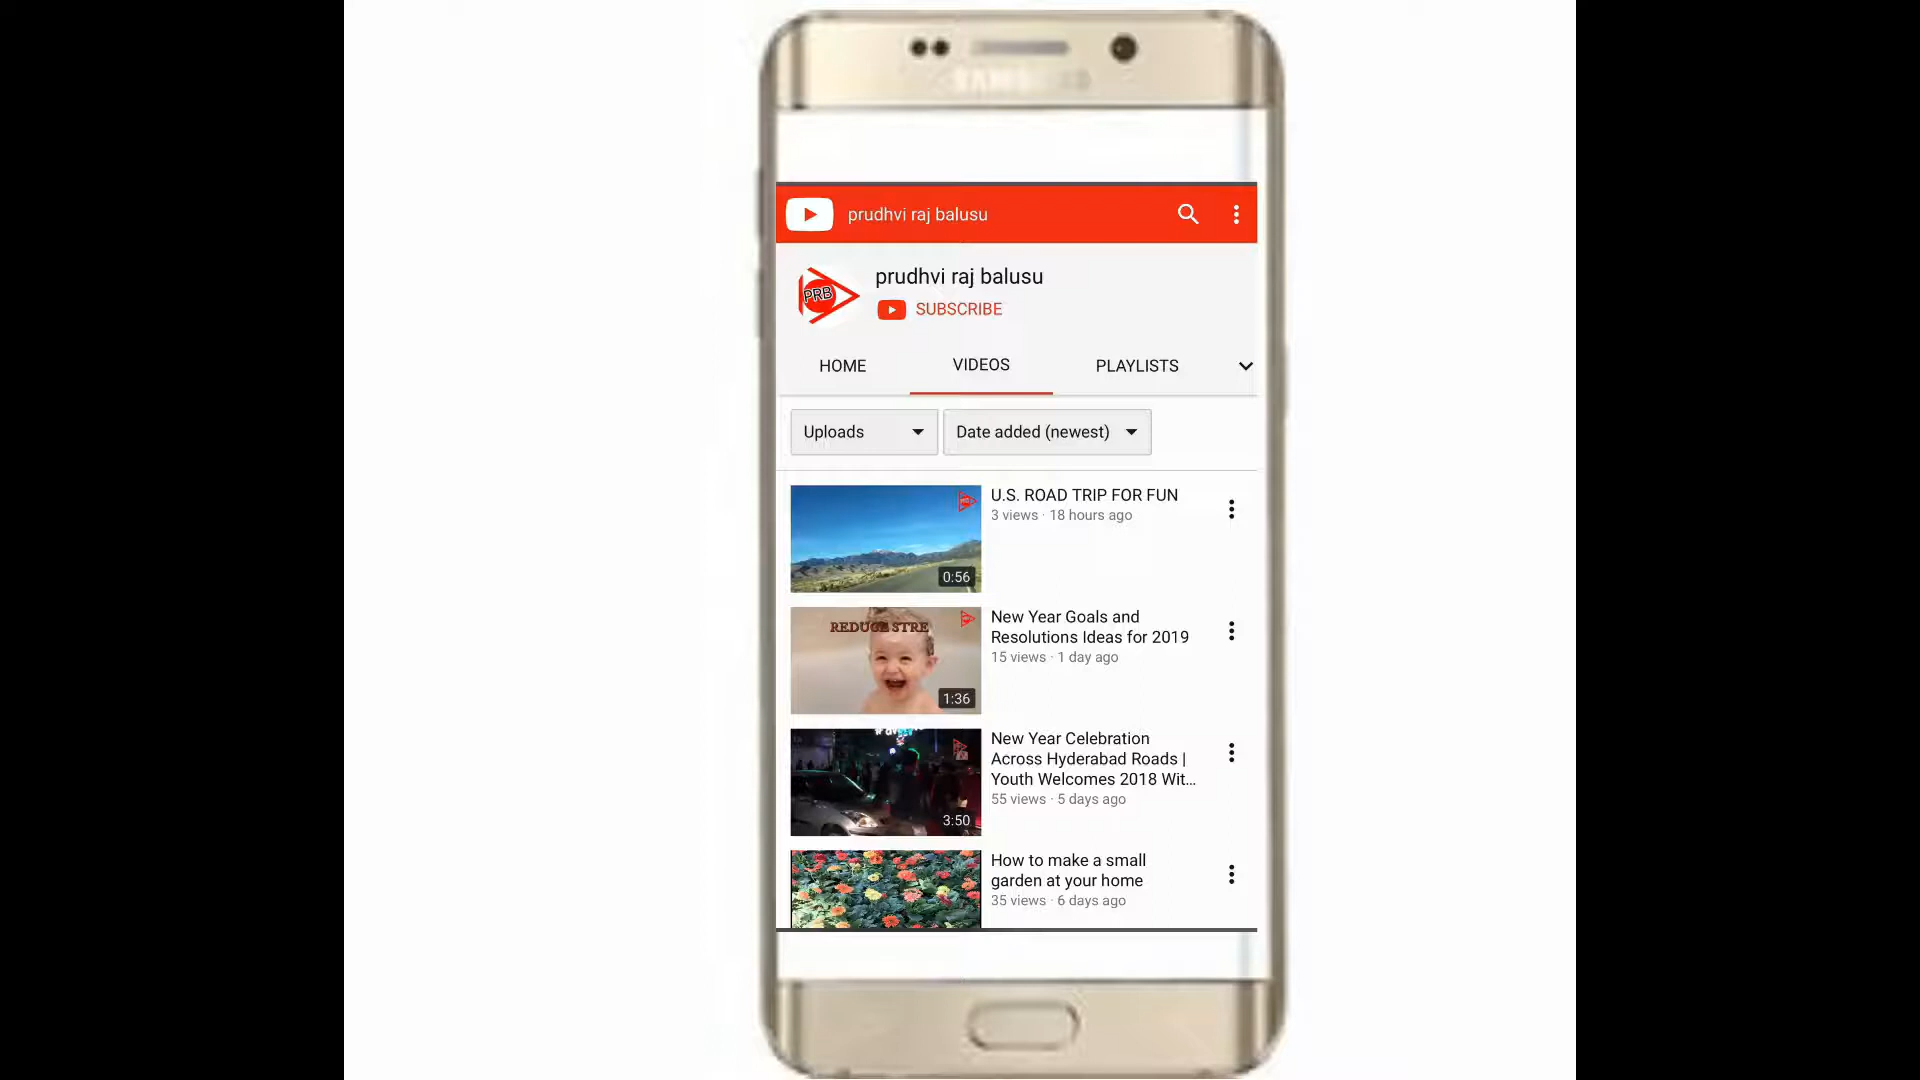 prudhvi raj balusu
PRB
prudhvi raj balusu
SUBSCRIBE
HOME
VIDEOS
PLAYLISTS
Uploads
Date added (newest)
U.S. ROAD TRIP FOR FUN
3 views · 18 hours ago
0:56
REDUCE STRE
New Year Goals and
Resolutions Ideas for 2019
15 views · 1 day ago
1:36
New Year Celebration
Across Hyderabad Roads |
Youth Welcomes 2018 Wit...
55 views · 5 days ago
3:50
How to make a small
garden at your home
35 views · 6 days ago